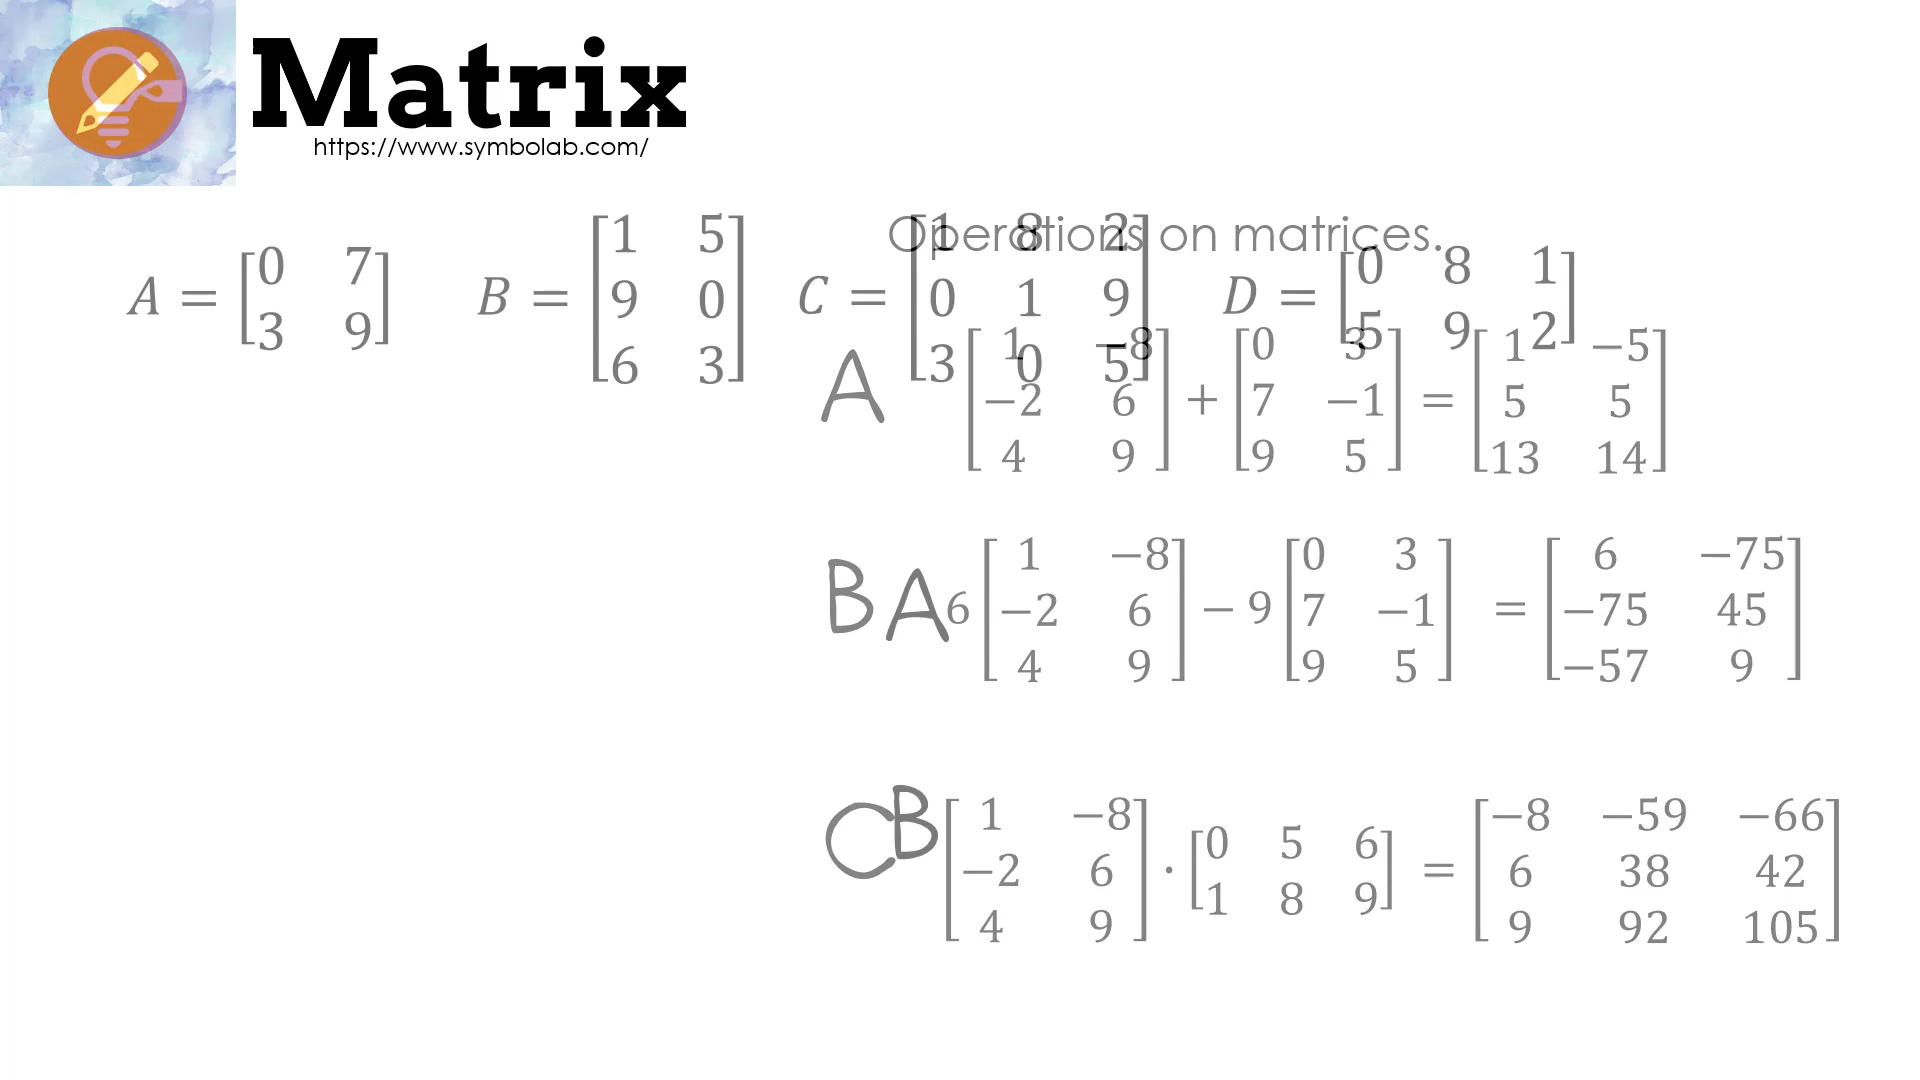 Matrix
https://www.symbolab.com/
Operations on matrices.
A = [0 7
3 9]
B = [1 5
9 0
6 3]
C = [1 8 2
0 1 9
3 0 5]
D = [0 8 1
5 9 2]
A [1 −8
−2 6
4 9] + [0 3
7 −1
9 5] = [1 −5
5 5
13 14]
B A 6 [1 −8
−2 6
4 9] − 9 [0 3
7 −1
9 5] = [6 −75
−75 45
−57 9]
C B [1 −8
−2 6
4 9] · [0 5 6
1 8 9] = [−8 −59 −66
6 38 42
9 92 105]